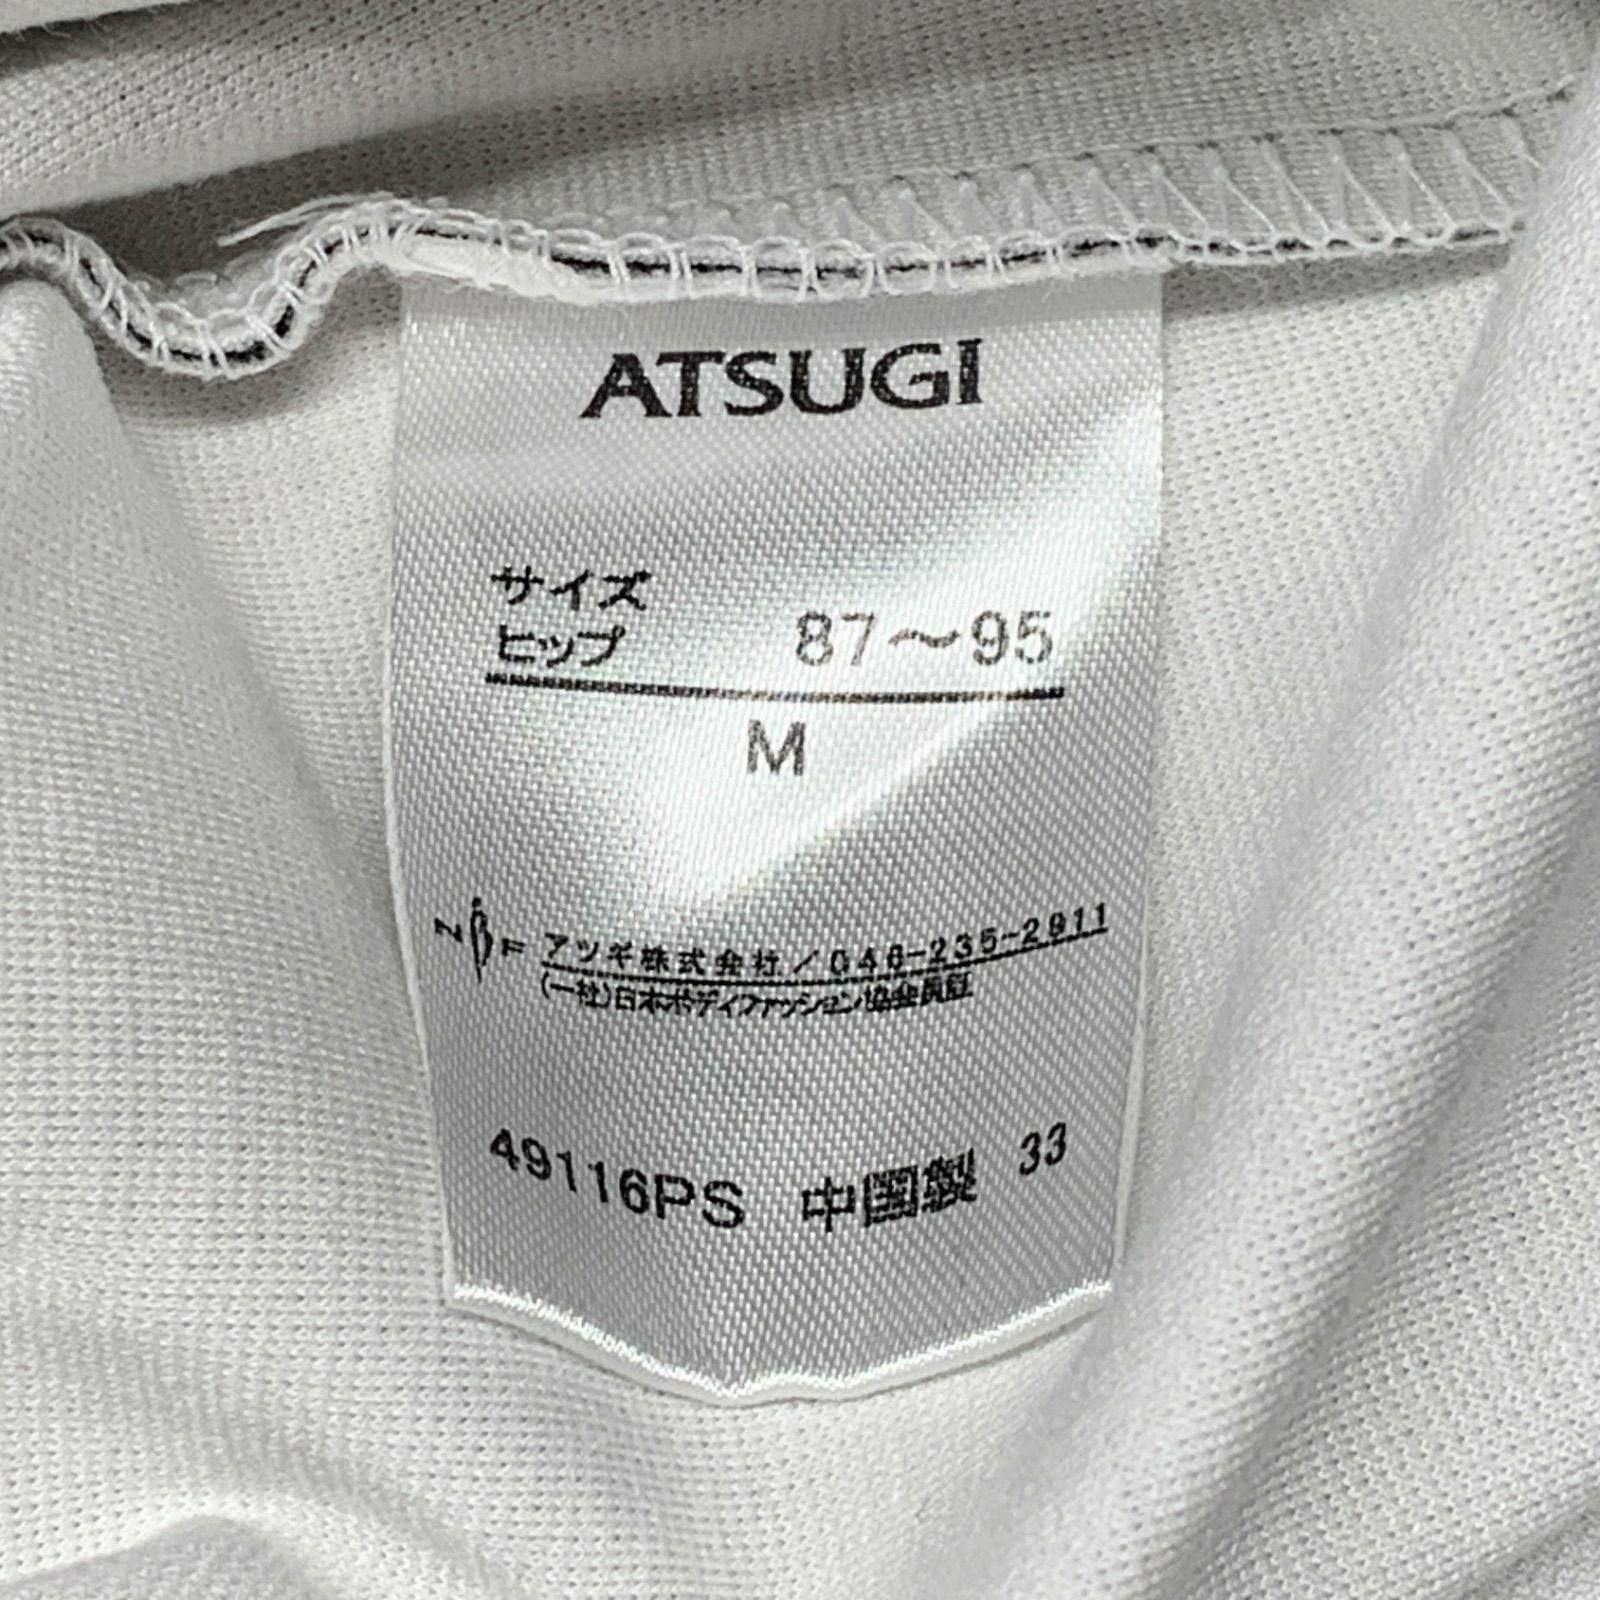 ATSUGI
サイズ
ヒップ 87～95
M
NBF アツギ株式会社/046-235-2911
(一社)日本ボディファッション協会員証
49116PS 中国製 33